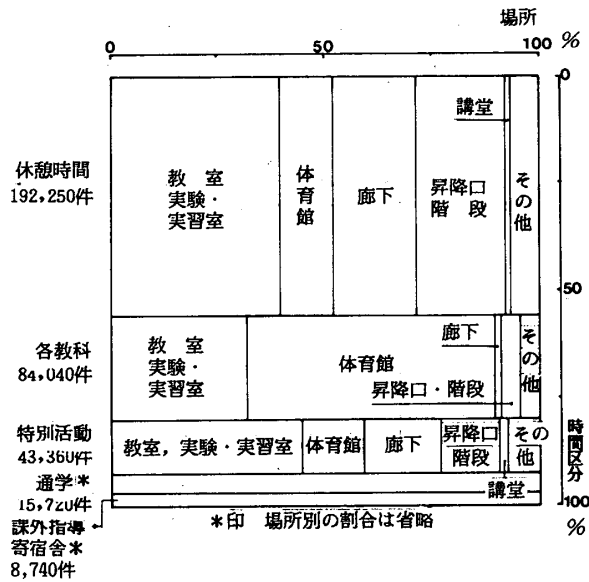 場所
0 50 100 %
0
講堂
休憩時間
192,250件
教室
実験・
実習室
体育館
廊下
昇降口
階段
その他
50
各教科
84,040件
教室
実験・
実習室
体育館
廊下
昇降口・階段
その他
特別活動
43,360件
教室，実験・実習室
体育館
廊下
昇降口
階段
その他
時間区分
通学*
15,720件
講堂
100
%
課外指導
寄宿舎*
8,740件
*印 場所別の割合は省略